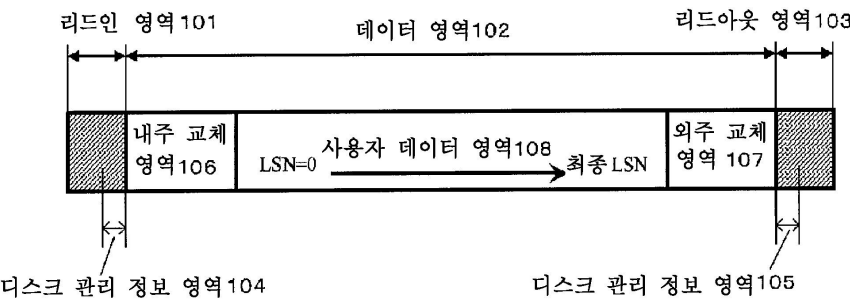 리드인 영역101
데이터 영역102
리드아웃 영역103
내주 교체
영역106
LSN=0
사용자 데이터 영역108
최종 LSN
외주 교체
영역 107
디스크 관리 정보 영역104
디스크 관리 정보 영역105